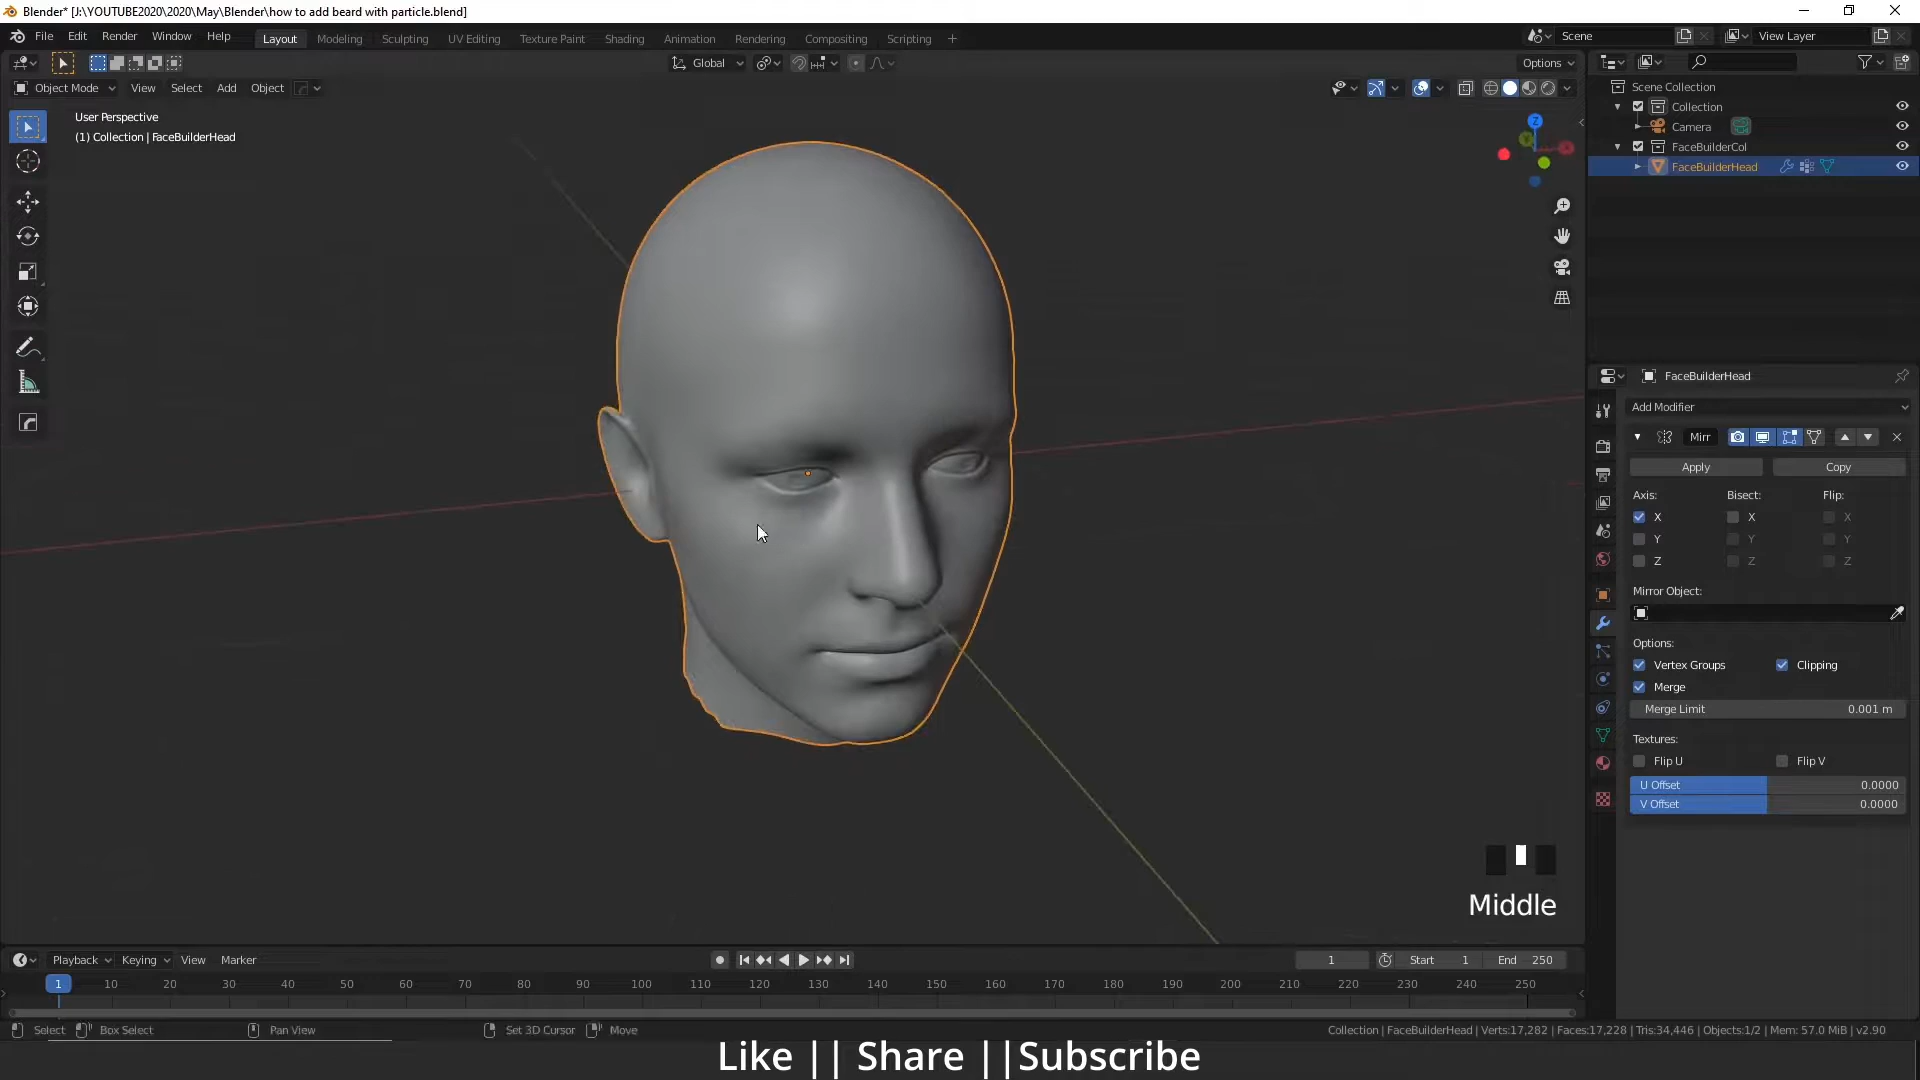 Blender* [J:\YOUTUBE2020\2020\May\Blender\how to add beard with particle.blend]
File Edit Render Window Help Layout Modeling Sculpting UV Editing Texture Paint Shading Animation Rendering Compositing Scripting + Scene View Layer
Global Options
Object Mode View Select Add Object
User Perspective
(1) Collection | FaceBuilderHead
Z
Scene Collection
Collection
Camera
FaceBuilderCol
FaceBuilderHead
FaceBuilderHead
Add Modifier
Mirr
Apply Copy
Axis: Bisect: Flip:
X X X
Y Y Y
Z Z Z
Mirror Object:
Options:
Vertex Groups Clipping
Merge
Merge Limit 0.001 m
Textures:
Flip U Flip V
U Offset 0.0000
V Offset 0.0000
Middle
Playback Keying View Marker 1 Start 1 End 250
1 10 20 30 40 50 60 70 80 90 100 110 120 130 140 150 160 170 180 190 200 210 220 230 240 250
Select Box Select Pan View Set 3D Cursor Move Collection | FaceBuilderHead | Verts:17,282 | Faces:17,228 | Tris:34,446 | Objects:1/2 | Mem: 57.0 MiB | v2.90
Like || Share ||Subscribe